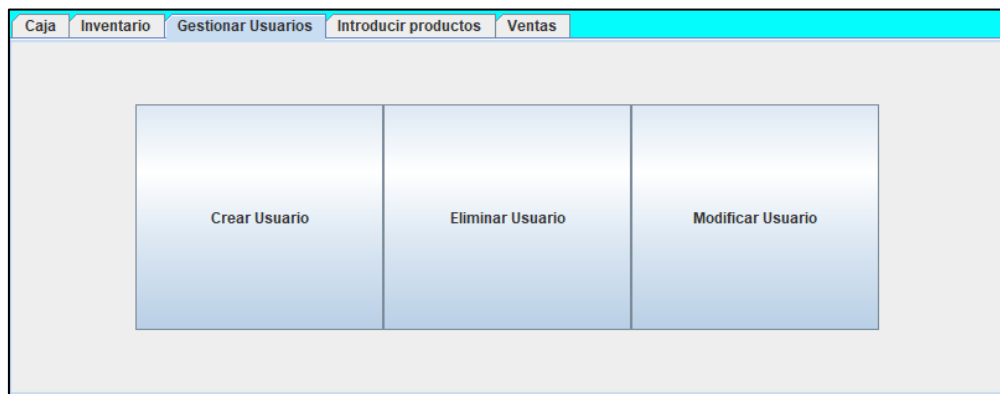 Caja Inventario Gestionar Usuarios Introducir productos Ventas
Crear Usuario Eliminar Usuario Modificar Usuario